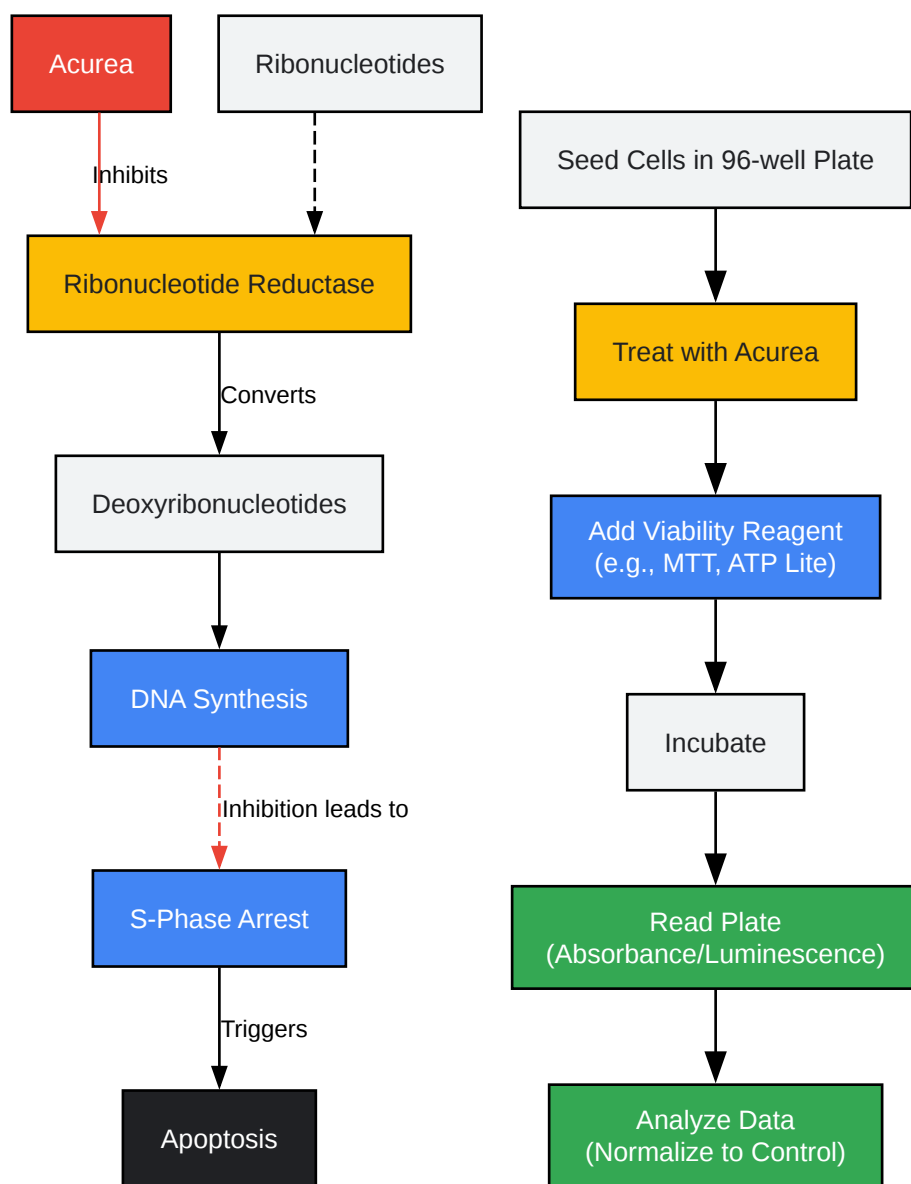 Acurea
Ribonucleotides
Inhibits
Ribonucleotide Reductase
Converts
Deoxyribonucleotides
DNA Synthesis
Inhibition leads to
S-Phase Arrest
Triggers
Apoptosis
Seed Cells in 96-well Plate
Treat with Acurea
Add Viability Reagent
(e.g., MTT, ATP Lite)
Incubate
Read Plate
(Absorbance/Luminescence)
Analyze Data
(Normalize to Control)